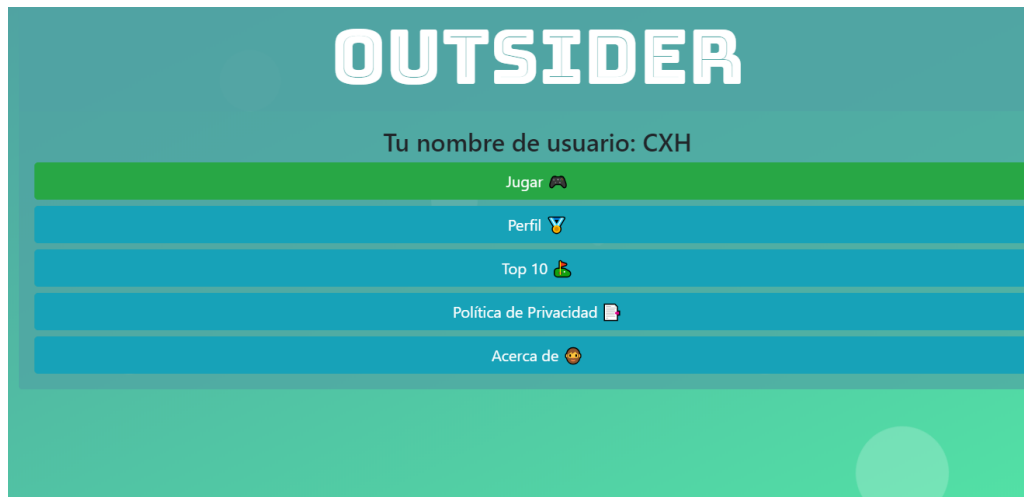 OUTSIDER
Tu nombre de usuario: CXH
Jugar 🎮
Perfil 🏅
Top 10 ⛳
Política de Privacidad 📑
Acerca de 🧔🏾